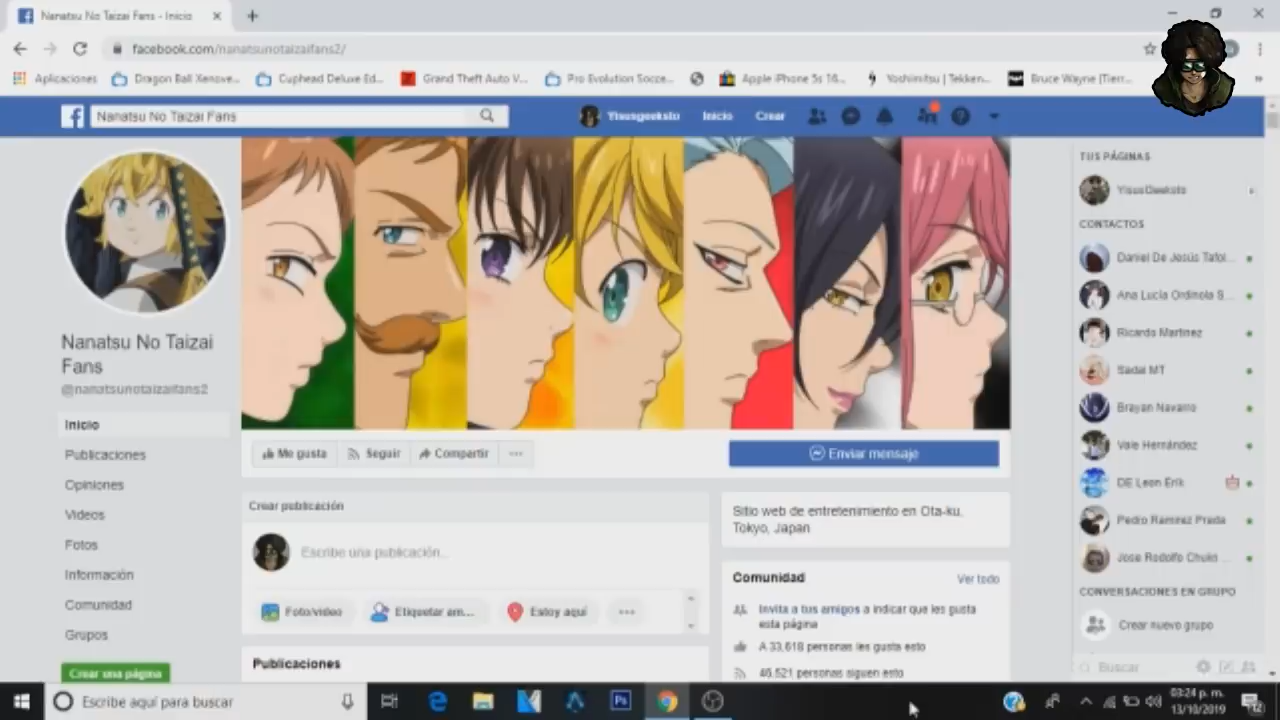 Nanatsu No Taizai Fans - Inicio
facebook.com/nanatsunotaizaifans2/
Aplicaciones
Dragon Ball Xenove...
Cuphead Deluxe Ed...
Grand Theft Auto V...
Pro Evolution Socce...
Apple iPhone 5s 16...
Yoshimitsu | Tekken...
Bruce Wayne |Tierr...
Nanatsu No Taizai Fans
Yisusgeeksto
Inicio
Crear
Nanatsu No Taizai
Fans
@nanatsunotaizaifans2
Inicio
Publicaciones
Opiniones
Videos
Fotos
Información
Comunidad
Grupos
Crear una página
Me gusta
Seguir
Compartir
...
Enviar mensaje
Crear publicación
Escribe una publicación...
Foto/video
Etiquetar am...
Estoy aquí
...
Publicaciones
Sitio web de entretenimiento en Ota-ku,
Tokyo, Japan
Comunidad
Ver todo
Invita a tus amigos a indicar que les gusta
esta página
A 33,618 personas les gusta esto
46,521 personas siguen esto
TUS PÁGINAS
YisusGeeksto
CONTACTOS
Daniel De Jesús Tafol...
Ana Lucía Ordinola S...
Ricardo Martinez
Sadai MT
Brayan Navarro
Vale Hernández
DE Leon Erik
Pedro Ramirez Prada
Jose Rodolfo Chukn ...
CONVERSACIONES EN GRUPO
Crear nuevo grupo
Buscar
Escribe aquí para buscar
Ps
03:24 p. m.
13/10/2019
12